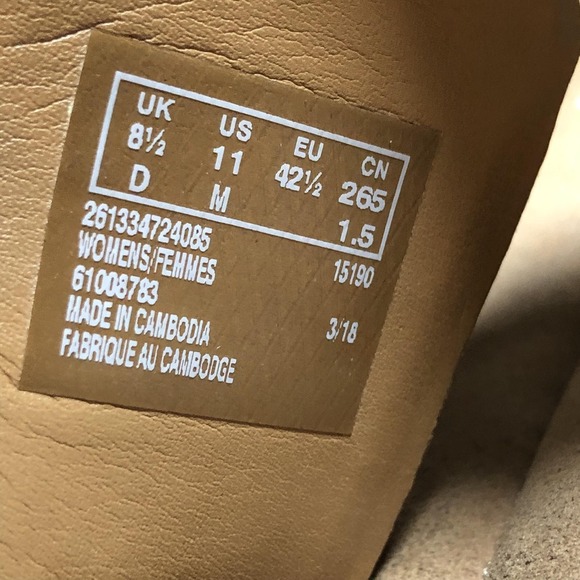 UK US EU CN
8½ 11 42½ 265
D M 1.5
261334724085
WOMENS/FEMMES 15190
61008783
MADE IN CAMBODIA 3/18
FABRIQUE AU CAMBODGE